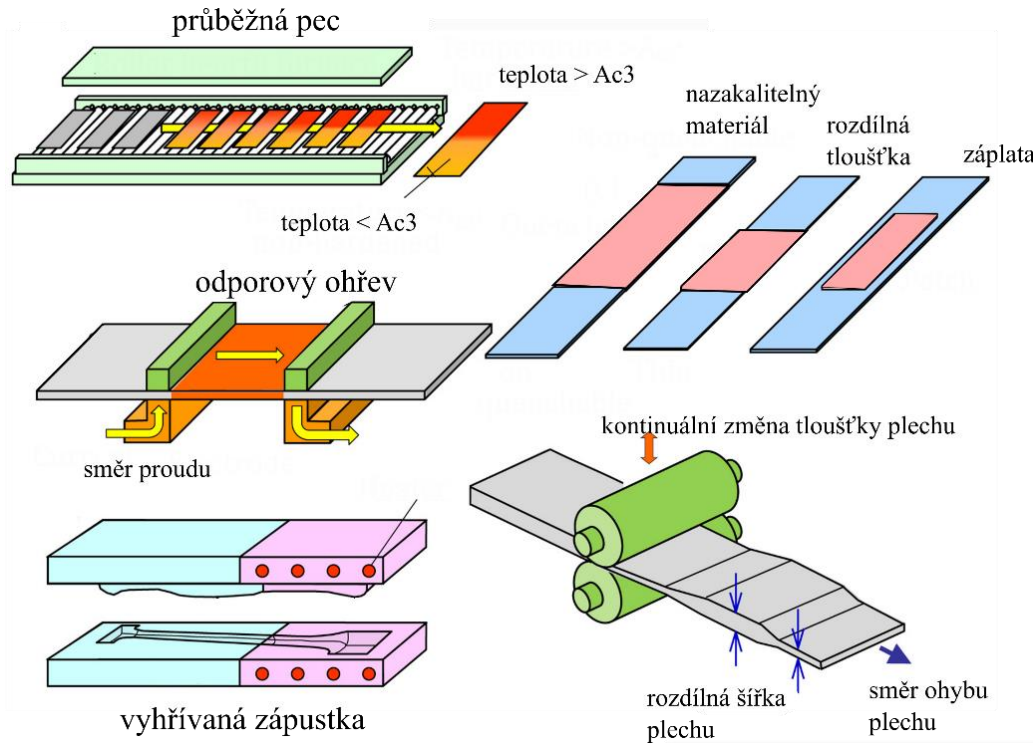 průběžná pec
teplota > Ac3
teplota < Ac3
nazakalitelný
materiál
rozdílná
tloušťka
záplata
odporový ohřev
směr proudu
kontinuální změna tloušťky plechu
rozdílná šířka
plechu
směr ohybu
plechu
vyhřívaná zápustka